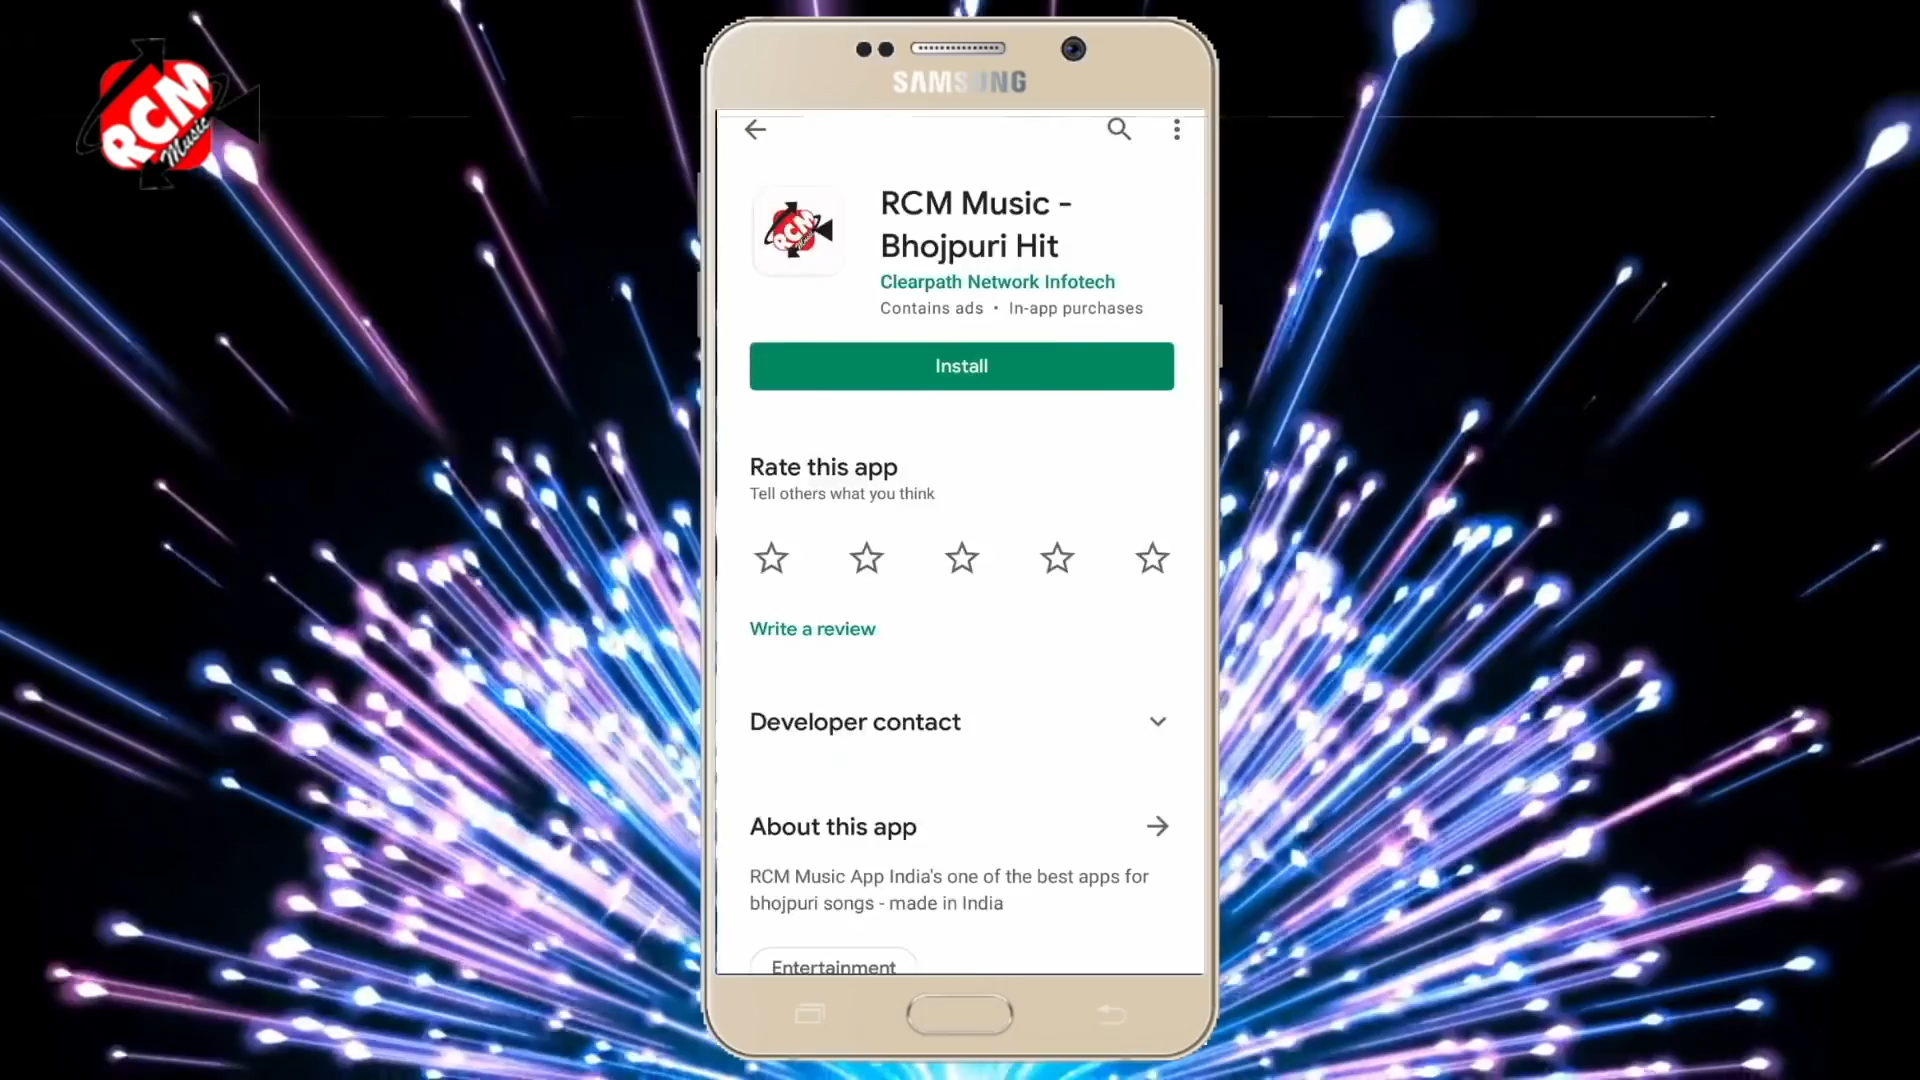 RCM
Music
SAMSUNG
RCM
RCM Music -
Bhojpuri Hit
Clearpath Network Infotech
Contains ads • In-app purchases
Install
Rate this app
Tell others what you think
Write a review
Developer contact
About this app
RCM Music App India's one of the best apps for
bhojpuri songs - made in India
Entertainment